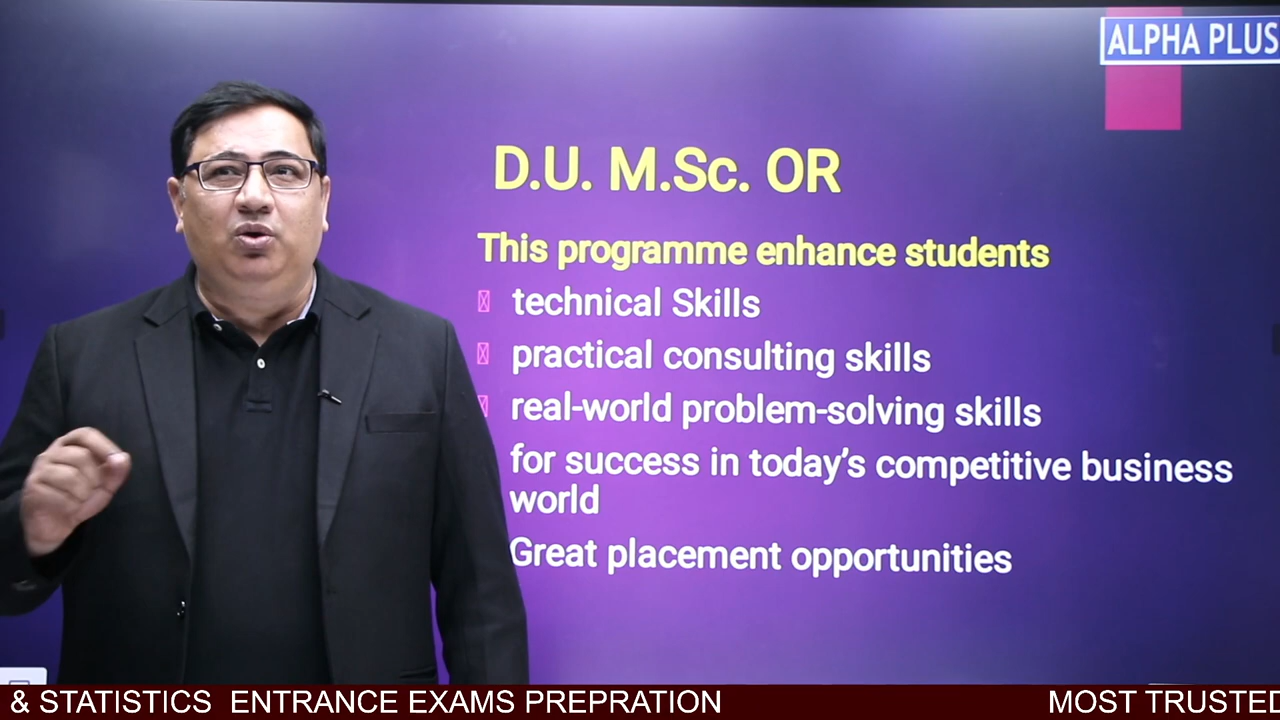 ALPHA PLUS
D.U. M.Sc. OR
This programme enhance students
technical Skills
practical consulting skills
real-world problem-solving skills
for success in today's competitive business
world
Great placement opportunities
& STATISTICS ENTRANCE EXAMS PREPRATION
MOST TRUSTED